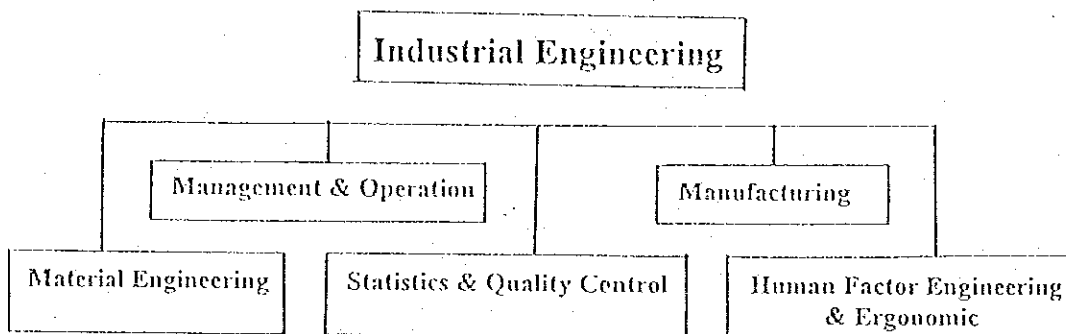 Industrial Engineering
Management & Operation
Manufacturing
Material Engineering
Statistics & Quality Control
Human Factor Engineering
& Ergonomic